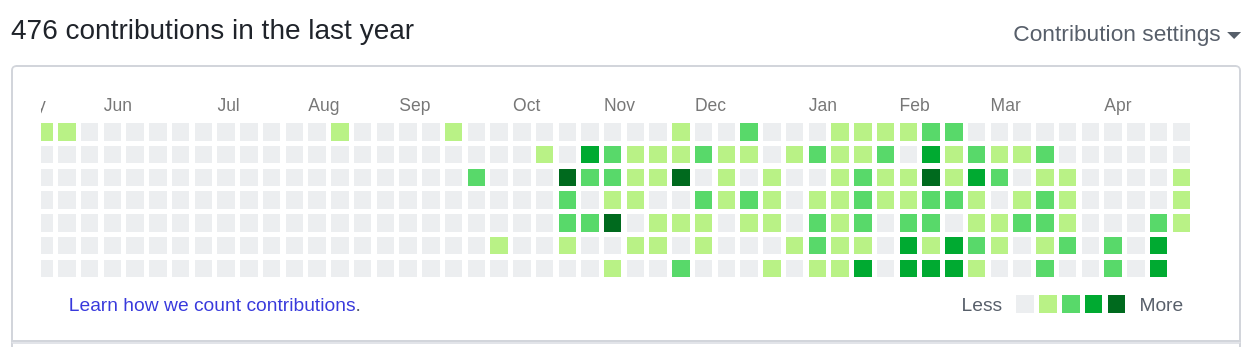 476 contributions in the last year
Contribution settings
y Jun Jul Aug Sep Oct Nov Dec Jan Feb Mar Apr
Learn how we count contributions.
Less More